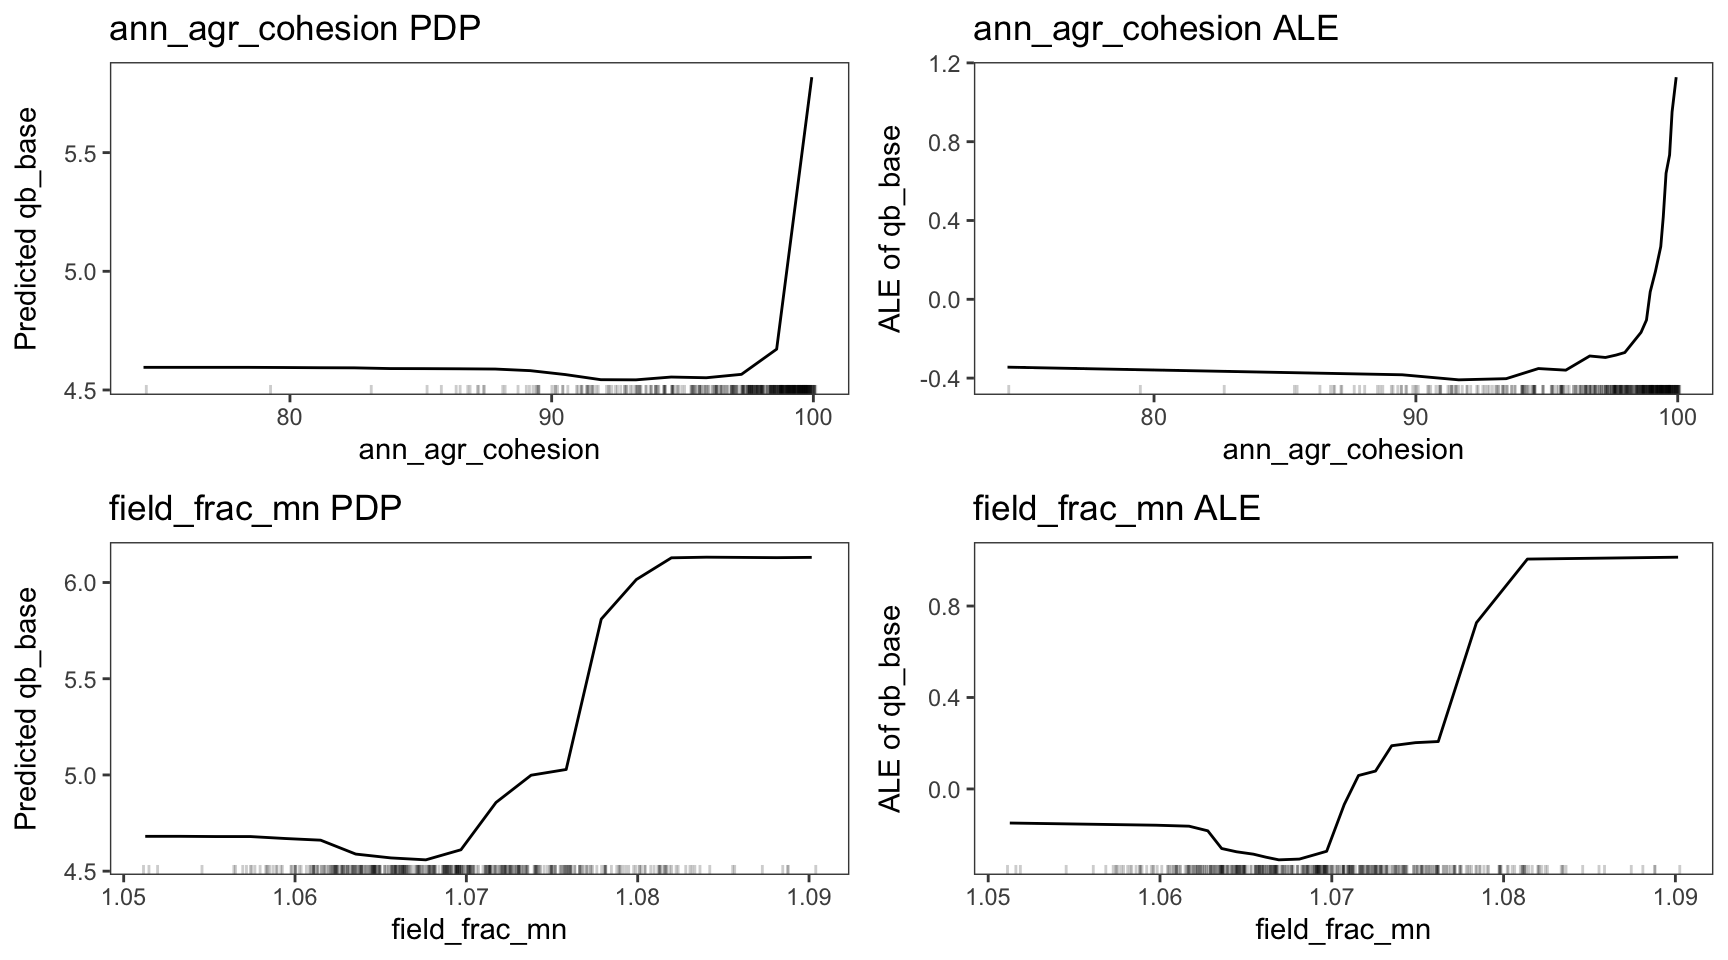 ann_agr_cohesion PDP
Predicted qb_base
5.5
5.0
4.5
80 90 100
ann_agr_cohesion
ann_agr_cohesion ALE
ALE of qb_base
1.2
0.8
0.4
0.0
-0.4
80 90 100
ann_agr_cohesion
field_frac_mn PDP
Predicted qb_base
6.0
5.5
5.0
4.5
1.05 1.06 1.07 1.08 1.09
field_frac_mn
field_frac_mn ALE
ALE of qb_base
0.8
0.4
0.0
1.05 1.06 1.07 1.08 1.09
field_frac_mn